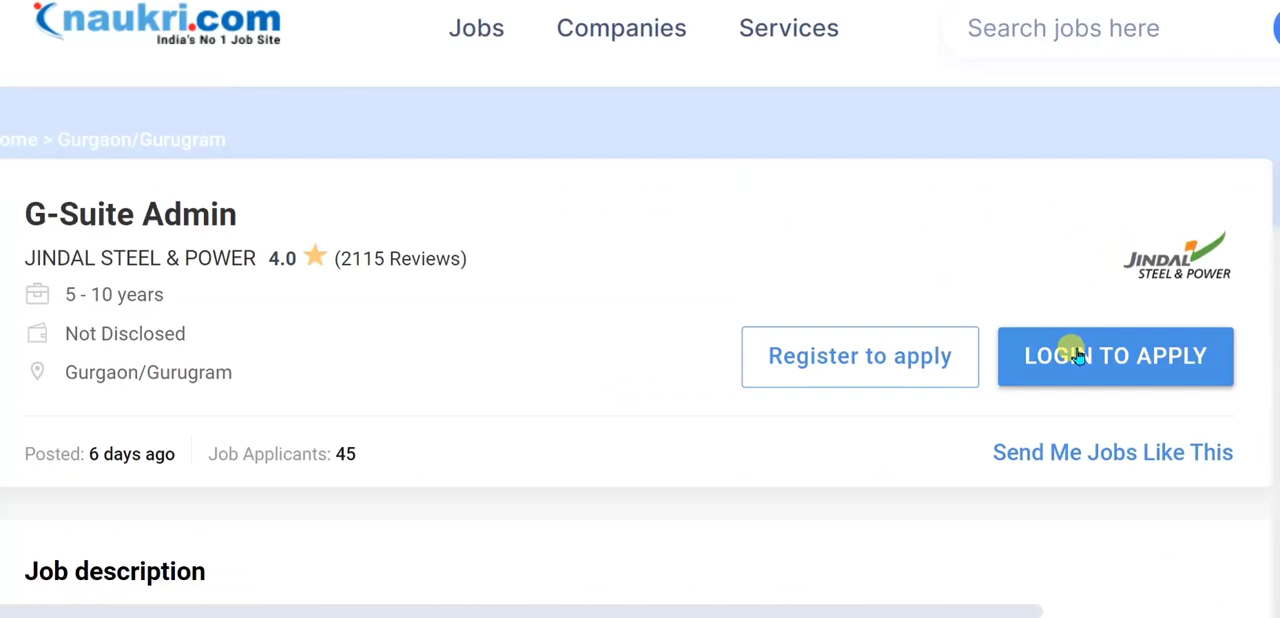 naukri.com
India's No 1 Job Site
Jobs Companies Services Search jobs here
ome > Gurgaon/Gurugram
G-Suite Admin
JINDAL STEEL & POWER 4.0 (2115 Reviews)
JINDAL
STEEL & POWER
5 - 10 years
Not Disclosed
Gurgaon/Gurugram
Register to apply LOGIN TO APPLY
Posted: 6 days ago Job Applicants: 45 Send Me Jobs Like This
Job description